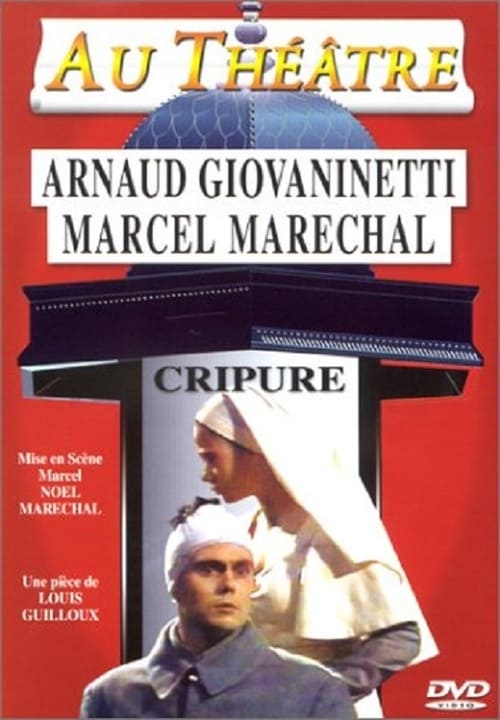 AU THÉÂTRE
ARNAUD GIOVANINETTI
MARCEL MARECHAL
CRIPURE
Mise en Scène
Marcel
NOEL
MARECHAL
Une pièce de
LOUIS
GUILLOUX
DVD
VIDEO